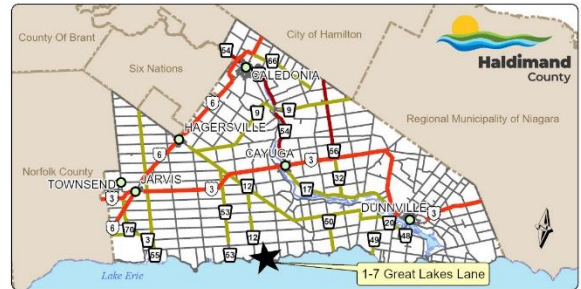 County Of Brant
City of Hamilton
Haldimand
County
54
66
CALEDONIA
Six Nations
6
9
9
Regional Municipality of Niagara
HAGERSVILLE
54
56
6
CAYUGA
3
Norfolk County
TOWNSEND
JARVIS
3
3
12
17
32
DUNNVILLE
3
53
50
20
6
70
3
55
53
12
49
48
Lake Erie
1-7 Great Lakes Lane